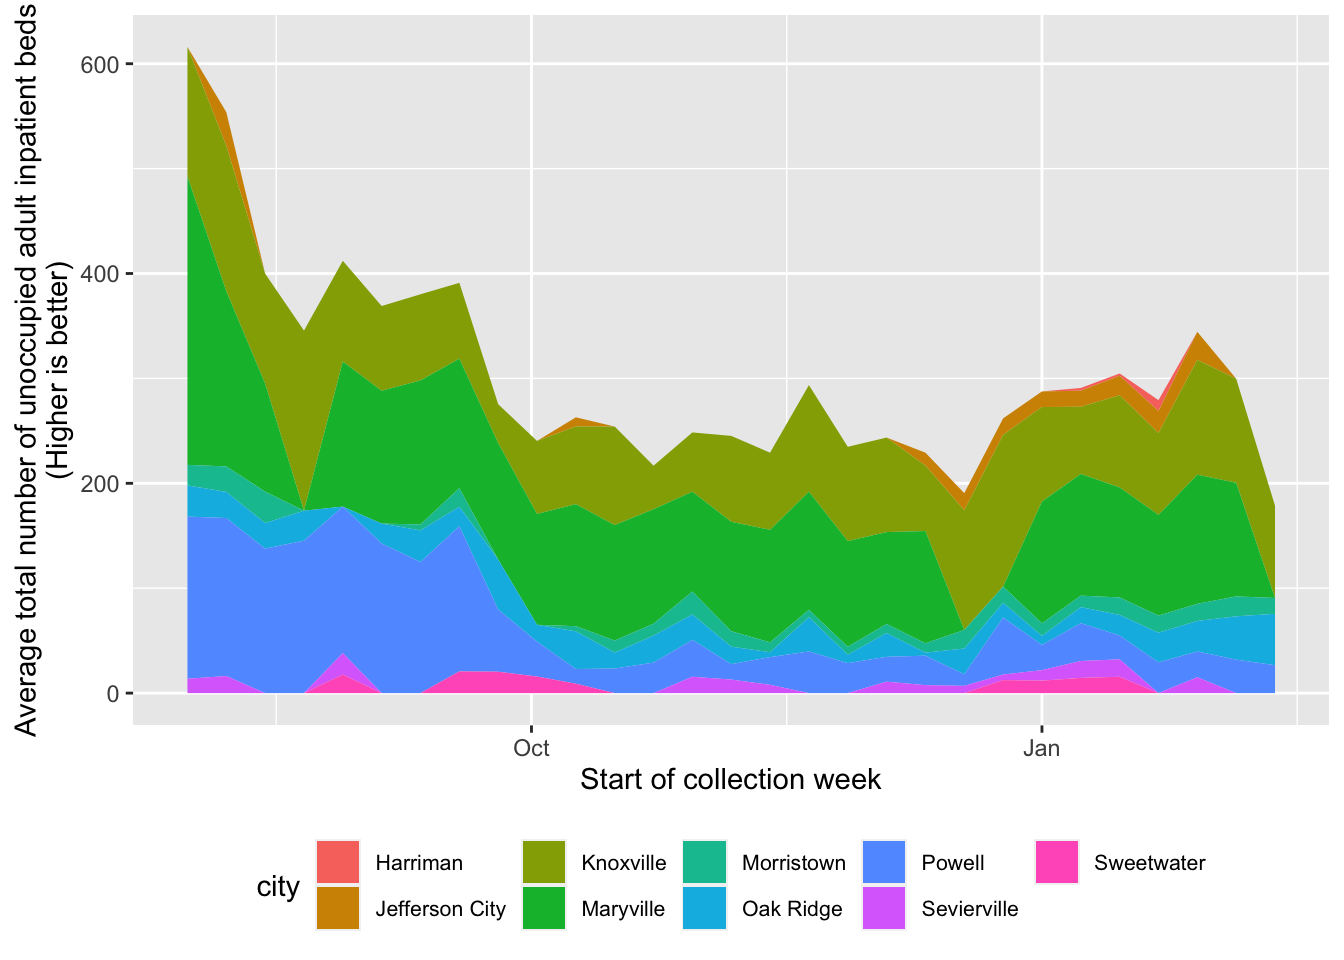 Average total number of unoccupied adult inpatient beds
(Higher is better)
600
400
200
0
Oct
Jan
Start of collection week
city
Harriman
Knoxville
Morristown
Powell
Sweetwater
Jefferson City
Maryville
Oak Ridge
Sevierville